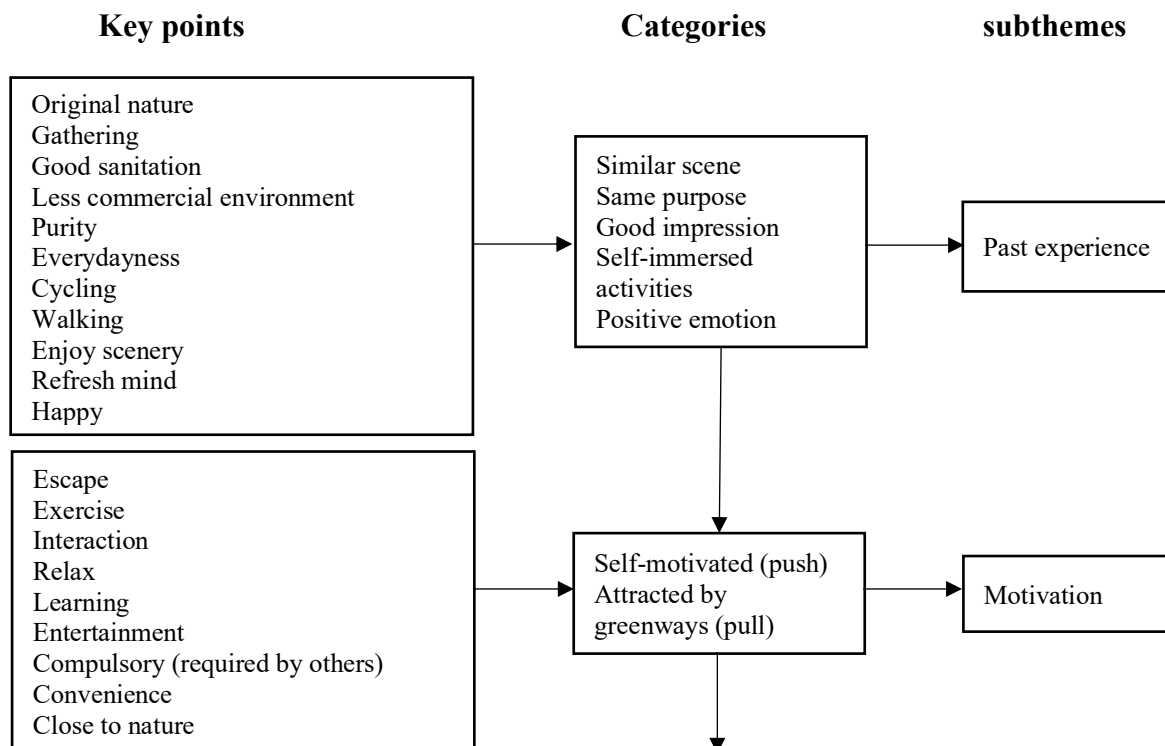 Key points
Categories
subthemes
Original nature
Gathering
Good sanitation
Less commercial environment
Purity
Everydayness
Cycling
Walking
Enjoy scenery
Refresh mind
Happy
Similar scene
Same purpose
Good impression
Self-immersed
activities
Positive emotion
Past experience
Escape
Exercise
Interaction
Relax
Learning
Entertainment
Compulsory (required by others)
Convenience
Close to nature
Self-motivated (push)
Attracted by
greenways (pull)
Motivation